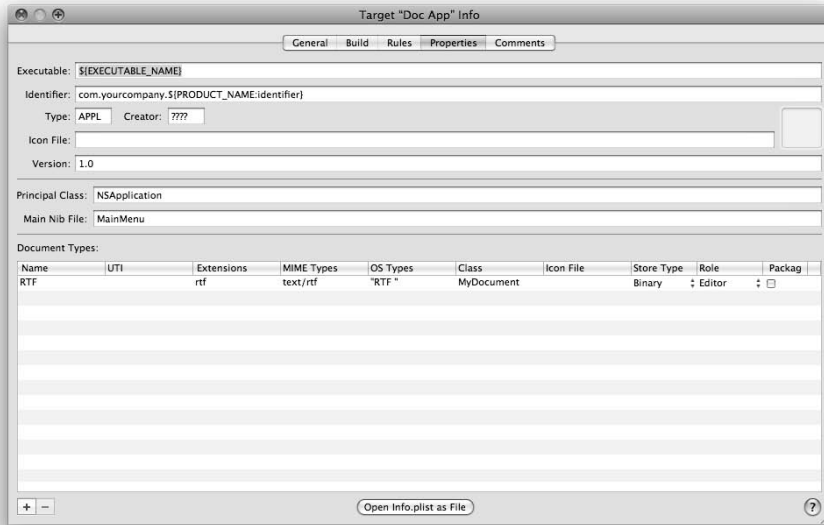 Target “Doc App” Info
General Build Rules Properties Comments
Executable: ${EXECUTABLE_NAME}
Identifier: com.yourcompany.${PRODUCT_NAME:identifier}
Type: APPL Creator: ????
Icon File:
Version: 1.0
Principal Class: NSApplication
Main Nib File: MainMenu
Document Types:
Name UTI Extensions MIME Types OS Types Class Icon File Store Type Role Packag
RTF rtf text/rtf "RTF " MyDocument Binary Editor
+ − Open Info.plist as File ?